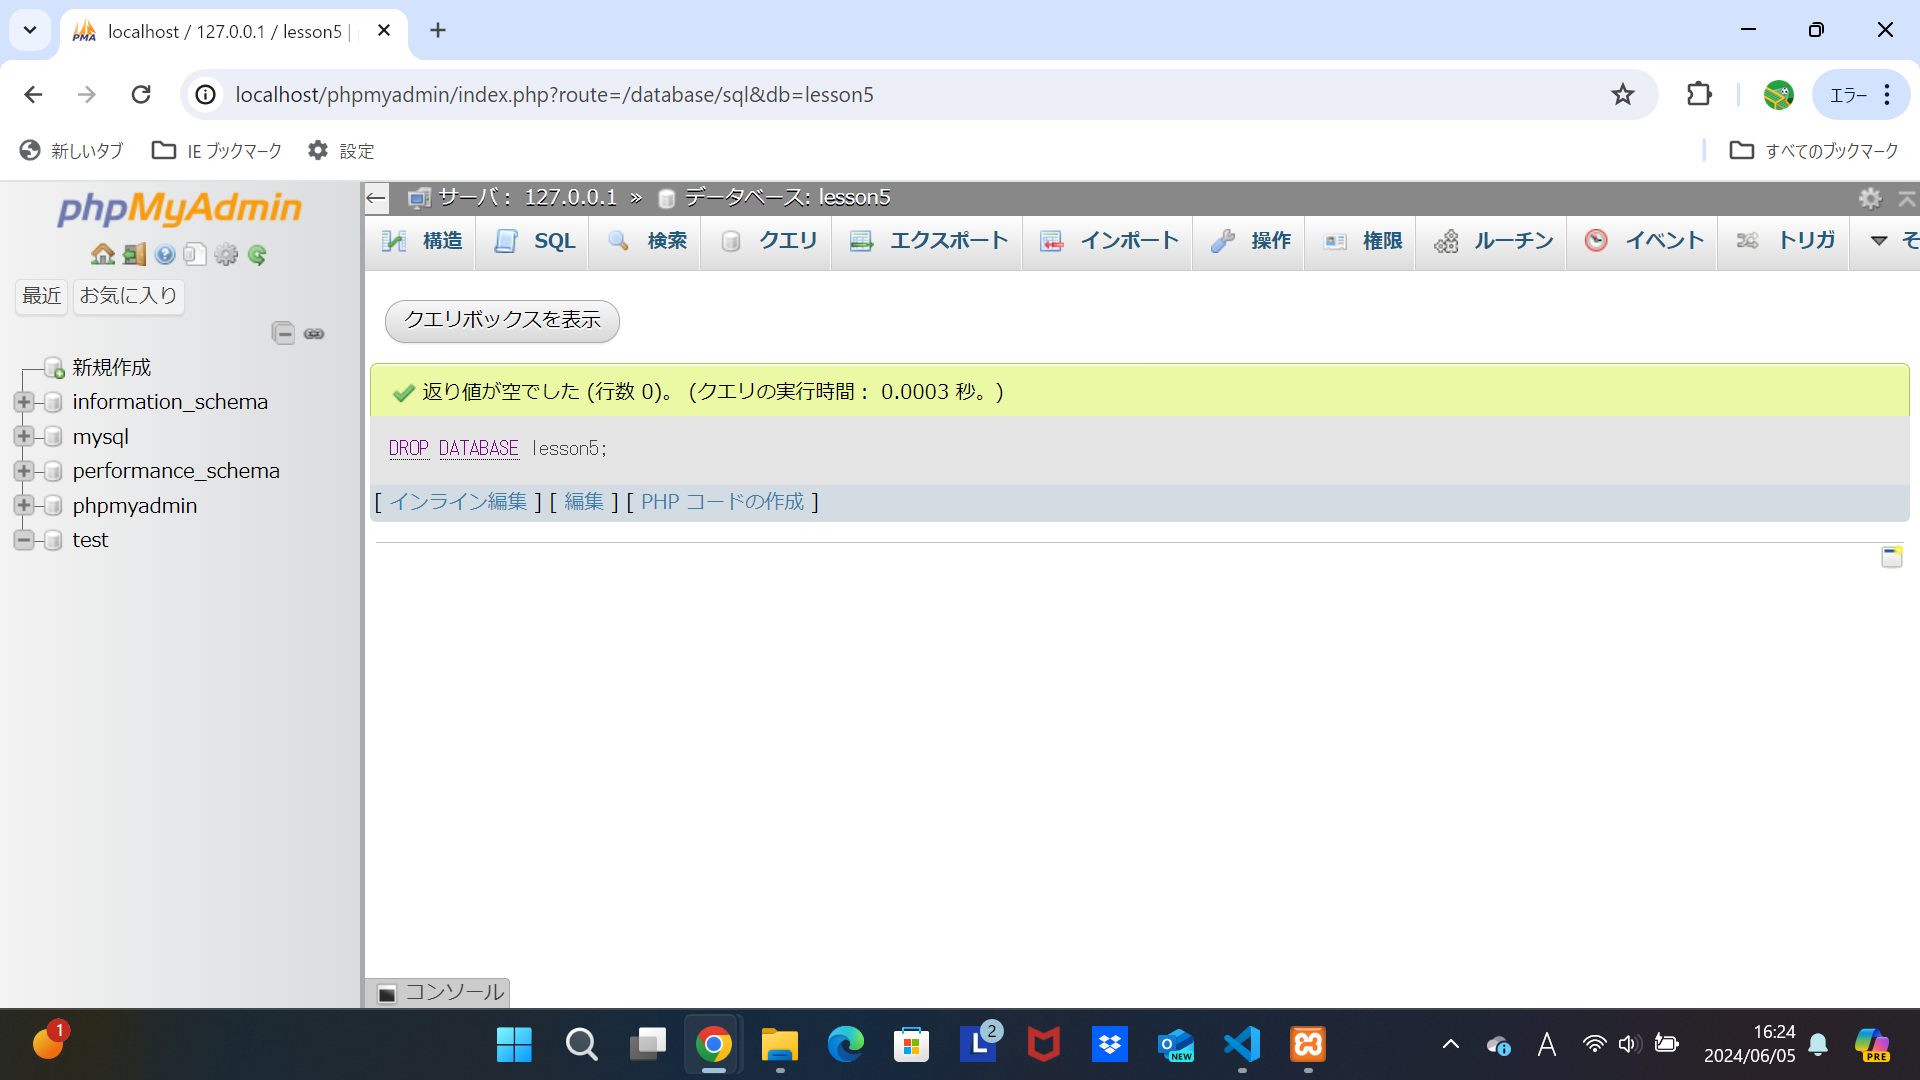 localhost / 127.0.0.1 / lesson5 |
localhost/phpmyadmin/index.php?route=/database/sql&db=lesson5
エラー
新しいタブ
IE ブックマーク
設定
すべてのブックマーク
phpMyAdmin
最近
お気に入り
新規作成
information_schema
mysql
performance_schema
phpmyadmin
test
サーバ: 127.0.0.1 » データベース: lesson5
構造
SQL
検索
クエリ
エクスポート
インポート
操作
権限
ルーチン
イベント
トリガ
そ
クエリボックスを表示
返り値が空でした (行数 0)。 (クエリの実行時間: 0.0003 秒。)
DROP DATABASE lesson5;
[ インライン編集 ] [ 編集 ] [ PHP コードの作成 ]
コンソール
1
L
2
NEW
A
16:24
2024/06/05
PRE